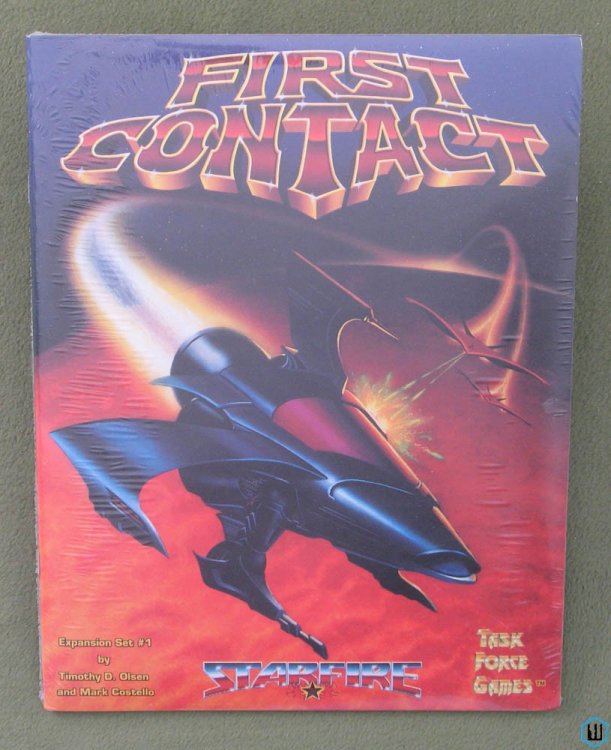 FIRST
CONTACT
Expansion Set #1
by
Timothy D. Olsen
and Mark Costello
STARFIRE
TASK
FORCE
GAMES™